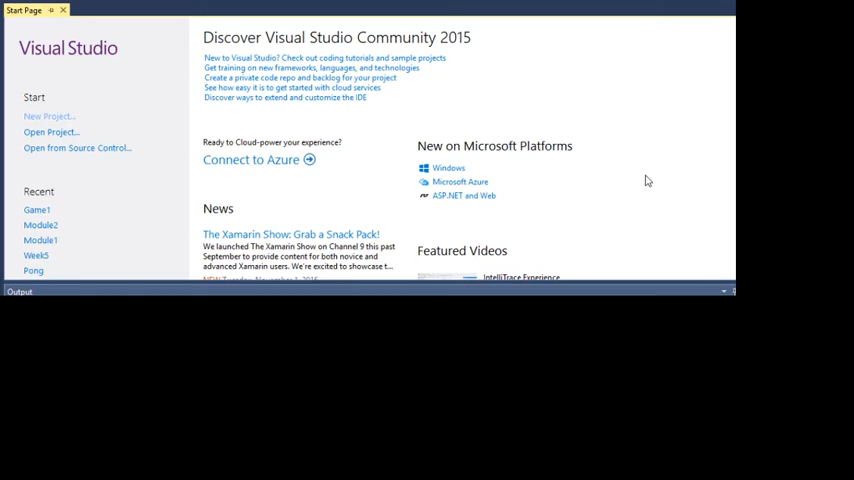 Start Page
Visual Studio
Start
New Project...
Open Project...
Open from Source Control...
Recent
Game1
Module2
Module1
Week5
Pong
Discover Visual Studio Community 2015
New to Visual Studio? Check out coding tutorials and sample projects
Get training on new frameworks, languages, and technologies
Create a private code repo and backlog for your project
See how easy it is to get started with cloud services
Discover ways to extend and customize the IDE
Ready to Cloud-power your experience?
Connect to Azure
News
The Xamarin Show: Grab a Snack Pack!
We launched The Xamarin Show on Channel 9 this past
September to provide content for both novice and
advanced Xamarin users. We're excited to showcase t...
NEW Tuesday, November 1, 2016
New on Microsoft Platforms
Windows
Microsoft Azure
ASP.NET and Web
Featured Videos
IntelliTrace Experience
Output